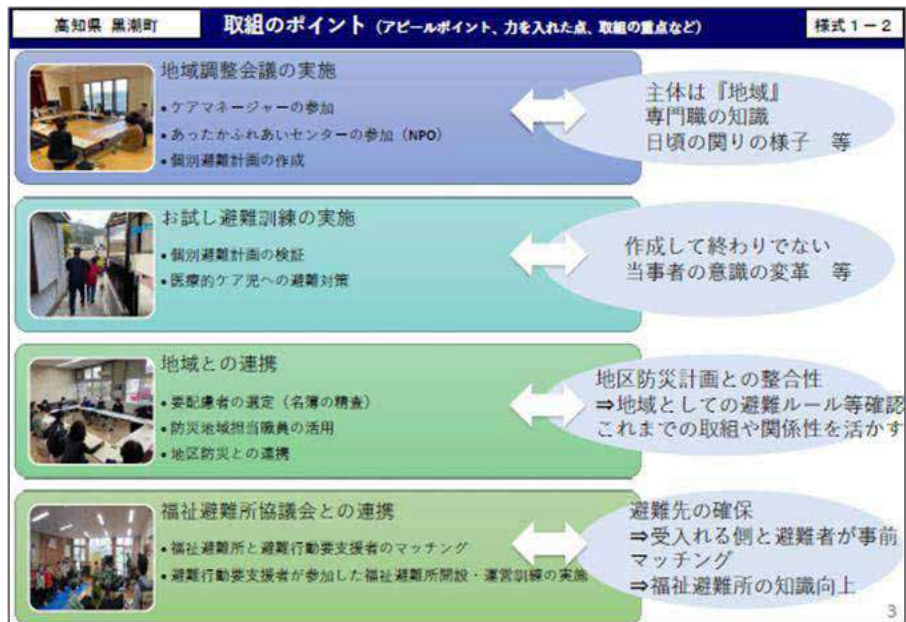 高知県 黒潮町
取組のポイント（アピールポイント、力を入れた点、取組の重点など）
様式１－２
地域調整会議の実施
• ケアマネージャーの参加
• あったかふれあいセンターの参加（NPO）
• 個別避難計画の作成
主体は『地域』
専門職の知識
日頃の関りの様子　等
お試し避難訓練の実施
• 個別避難計画の検証
• 医療的ケア児への避難対策
作成して終わりでない
当事者の意識の変革　等
地域との連携
• 要配慮者の選定（名簿の精査）
• 防災地域担当職員の活用
• 地区防災との連携
地区防災計画との整合性
⇒地域としての避難ルール等確認
これまでの取組や関係性を活かす
福祉避難所協議会との連携
• 福祉避難所と避難行動要支援者のマッチング
• 避難行動要支援者が参加した福祉避難所開設・運営訓練の実施
避難先の確保
⇒受入れる側と避難者が事前
マッチング
⇒福祉避難所の知識向上
3